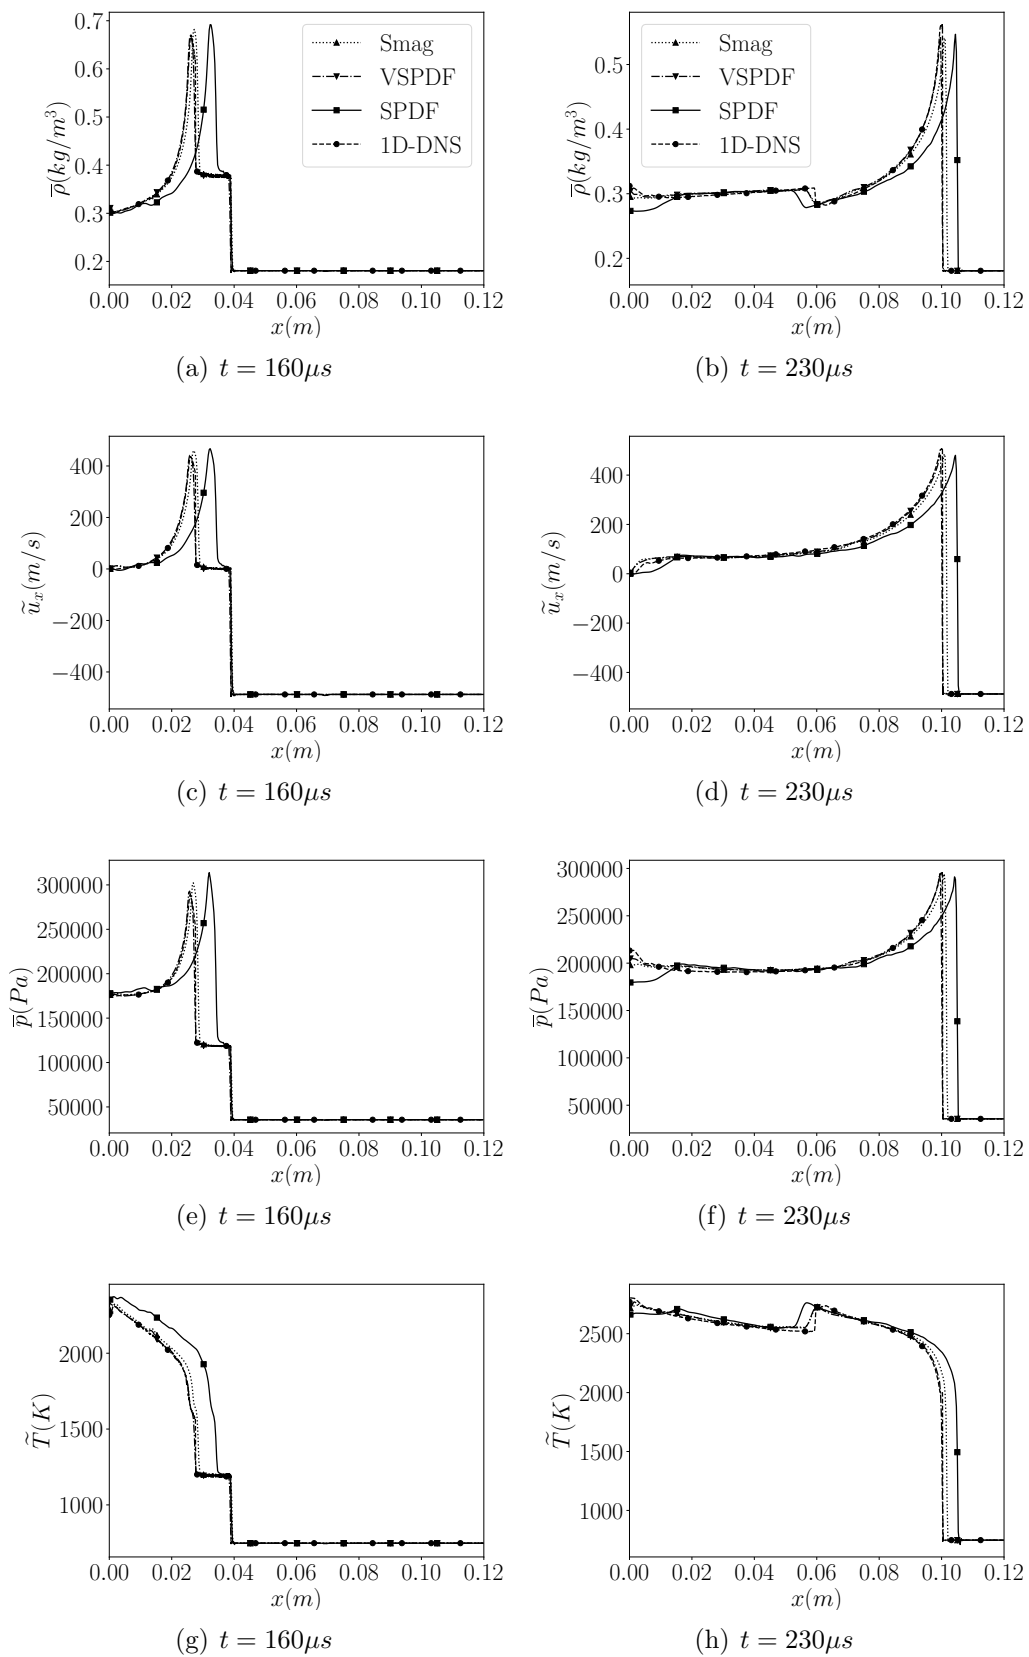 0.7
0.6
0.5
0.4
0.3
0.2
ρ̅(kg/m³)
0.00 0.02 0.04 0.06 0.08 0.10 0.12
x(m)
Smag
VSPDF
SPDF
1D-DNS
(a) t = 160μs
0.5
0.4
0.3
0.2
ρ̅(kg/m³)
0.00 0.02 0.04 0.06 0.08 0.10 0.12
x(m)
Smag
VSPDF
SPDF
1D-DNS
(b) t = 230μs
400
200
0
−200
−400
ũₓ(m/s)
0.00 0.02 0.04 0.06 0.08 0.10 0.12
x(m)
(c) t = 160μs
400
200
0
−200
−400
ũₓ(m/s)
0.00 0.02 0.04 0.06 0.08 0.10 0.12
x(m)
(d) t = 230μs
300000
250000
200000
150000
100000
50000
p̅(Pa)
0.00 0.02 0.04 0.06 0.08 0.10 0.12
x(m)
(e) t = 160μs
300000
250000
200000
150000
100000
50000
p̅(Pa)
0.00 0.02 0.04 0.06 0.08 0.10 0.12
x(m)
(f) t = 230μs
2000
1500
1000
T̃(K)
0.00 0.02 0.04 0.06 0.08 0.10 0.12
x(m)
(g) t = 160μs
2500
2000
1500
1000
T̃(K)
0.00 0.02 0.04 0.06 0.08 0.10 0.12
x(m)
(h) t = 230μs